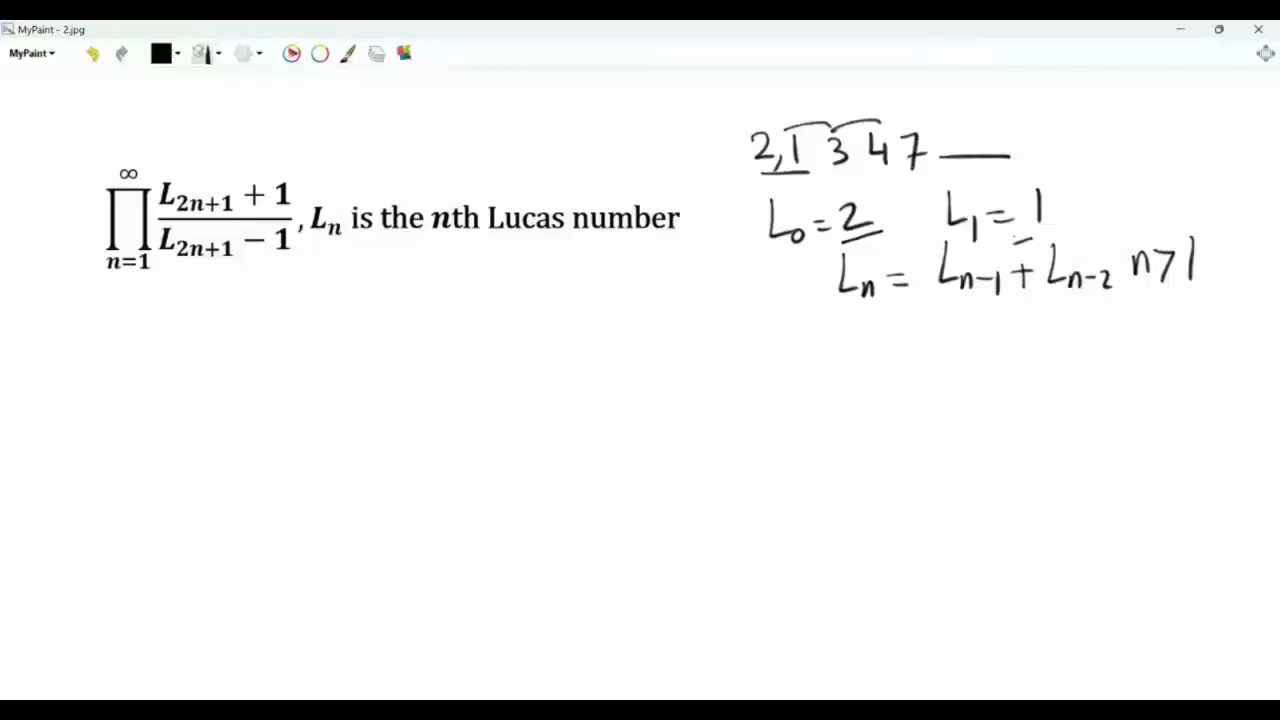 MyPaint - 2.jpg
MyPaint
2, 1 3 4 7 ___
∏_{n=1}^{∞} (L_{2n+1} + 1)/(L_{2n+1} − 1), L_n is the nth Lucas number
L_0 = 2 L_1 = 1
L_n = L_{n-1} + L_{n-2} n>1